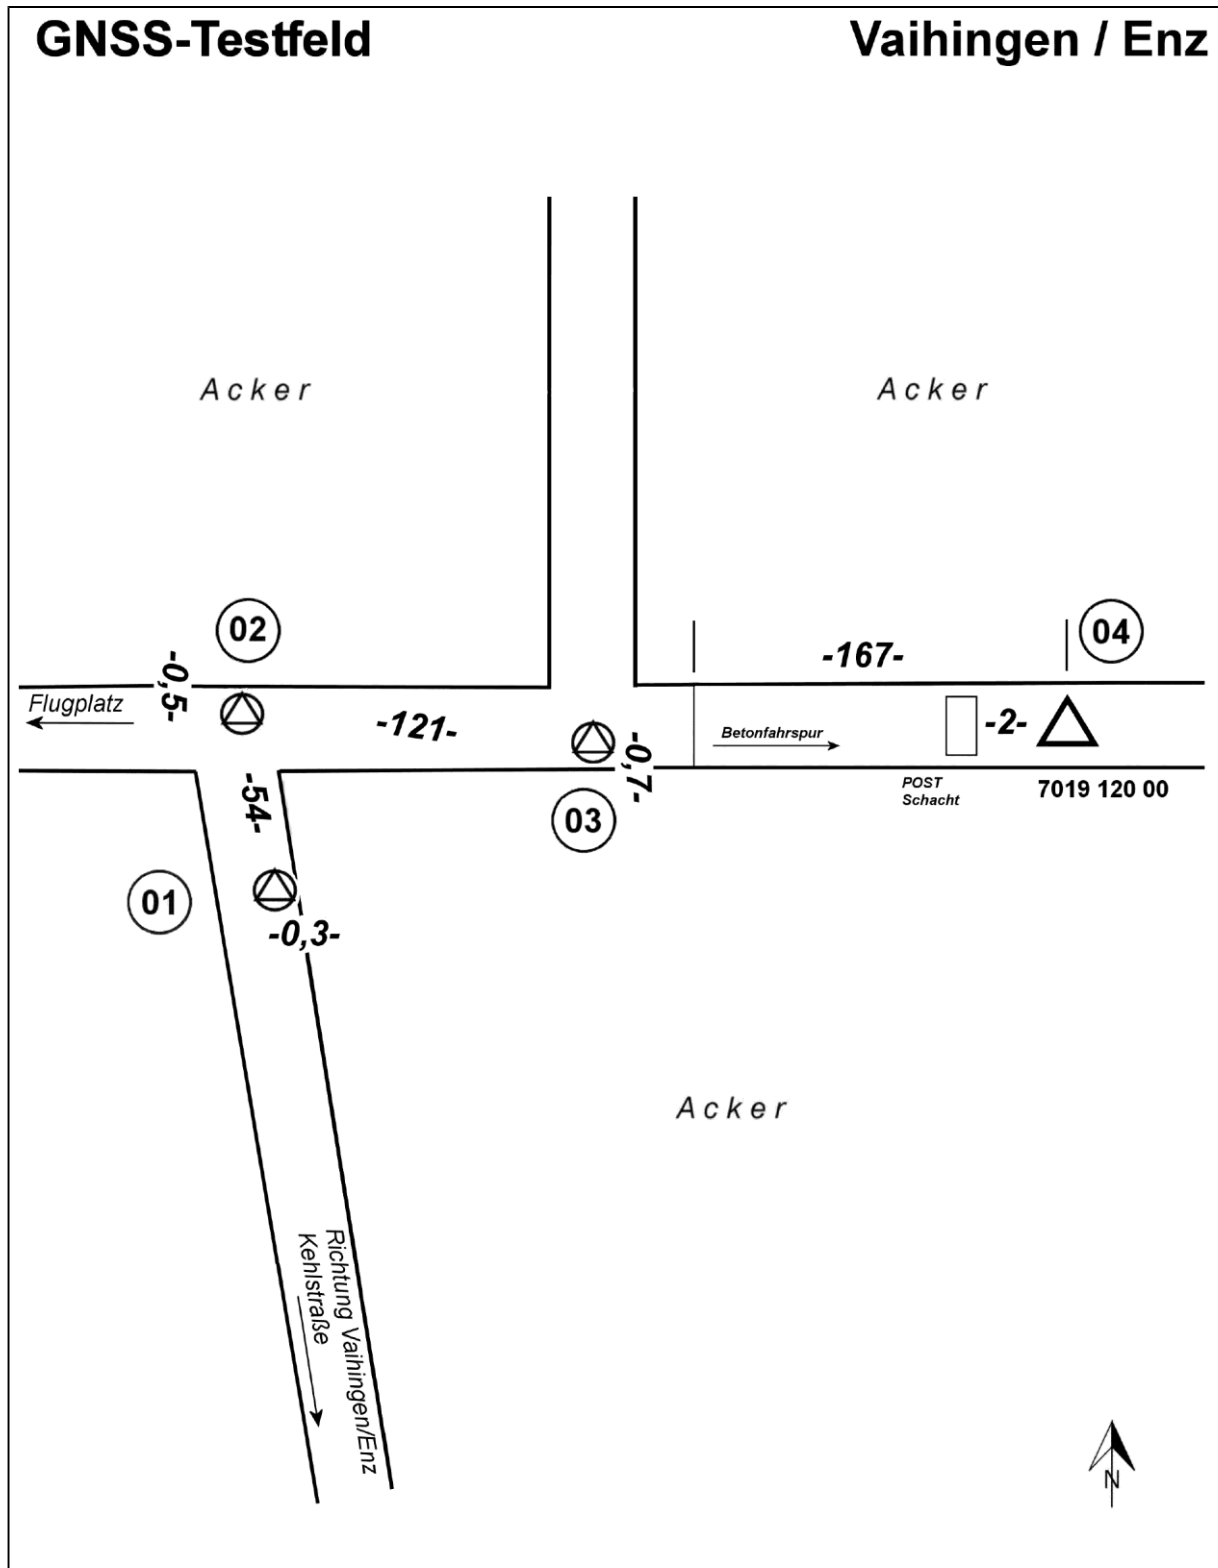 GNSS-Testfeld
Vaihingen / Enz
Acker
Acker
02
04
-0,5-
-167-
Flugplatz
-121-
-0,7-
Betonfahrspur
-2-
POST
Schacht
7019 120 00
-54-
03
01
-0,3-
Acker
Richtung Vaihingen/Enz
Kehlstraße
N